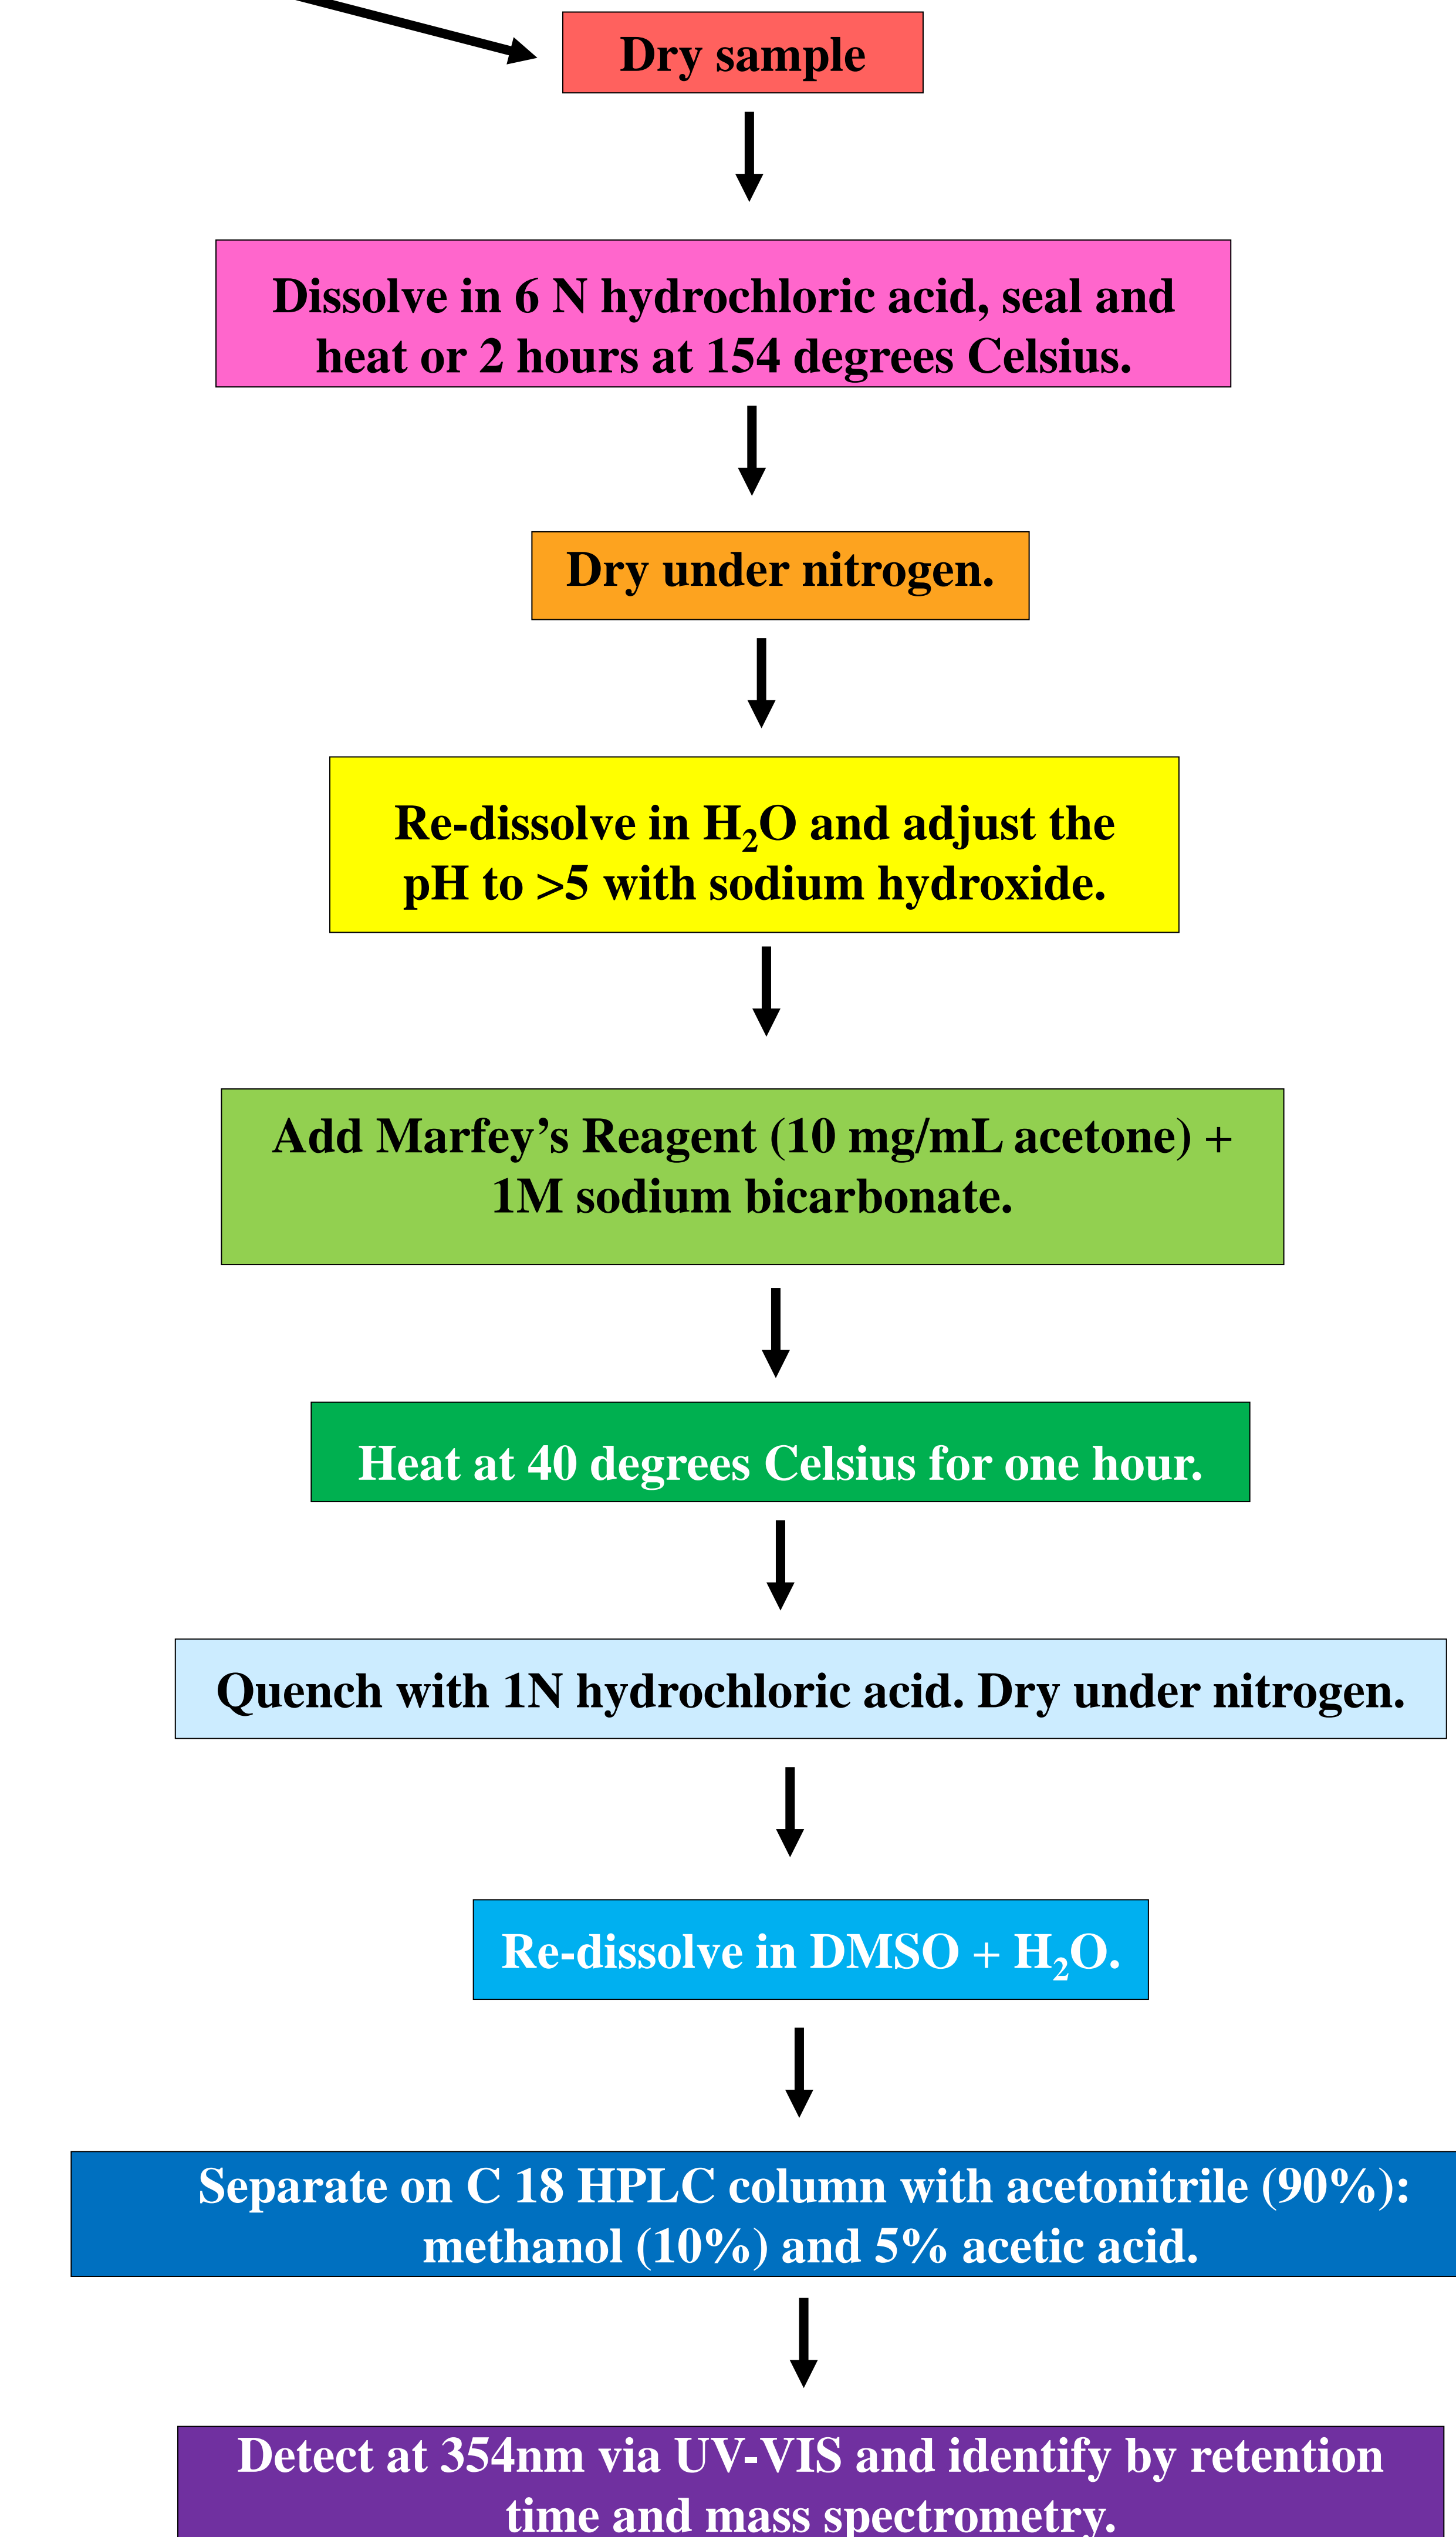 Dry sample
Dissolve in 6 N hydrochloric acid, seal and
heat or 2 hours at 154 degrees Celsius.
Dry under nitrogen.
Re-dissolve in H₂O and adjust the
pH to >5 with sodium hydroxide.
Add Marfey’s Reagent (10 mg/mL acetone) +
1M sodium bicarbonate.
Heat at 40 degrees Celsius for one hour.
Quench with 1N hydrochloric acid. Dry under nitrogen.
Re-dissolve in DMSO + H₂O.
Separate on C 18 HPLC column with acetonitrile (90%):
methanol (10%) and 5% acetic acid.
Detect at 354nm via UV-VIS and identify by retention
time and mass spectrometry.